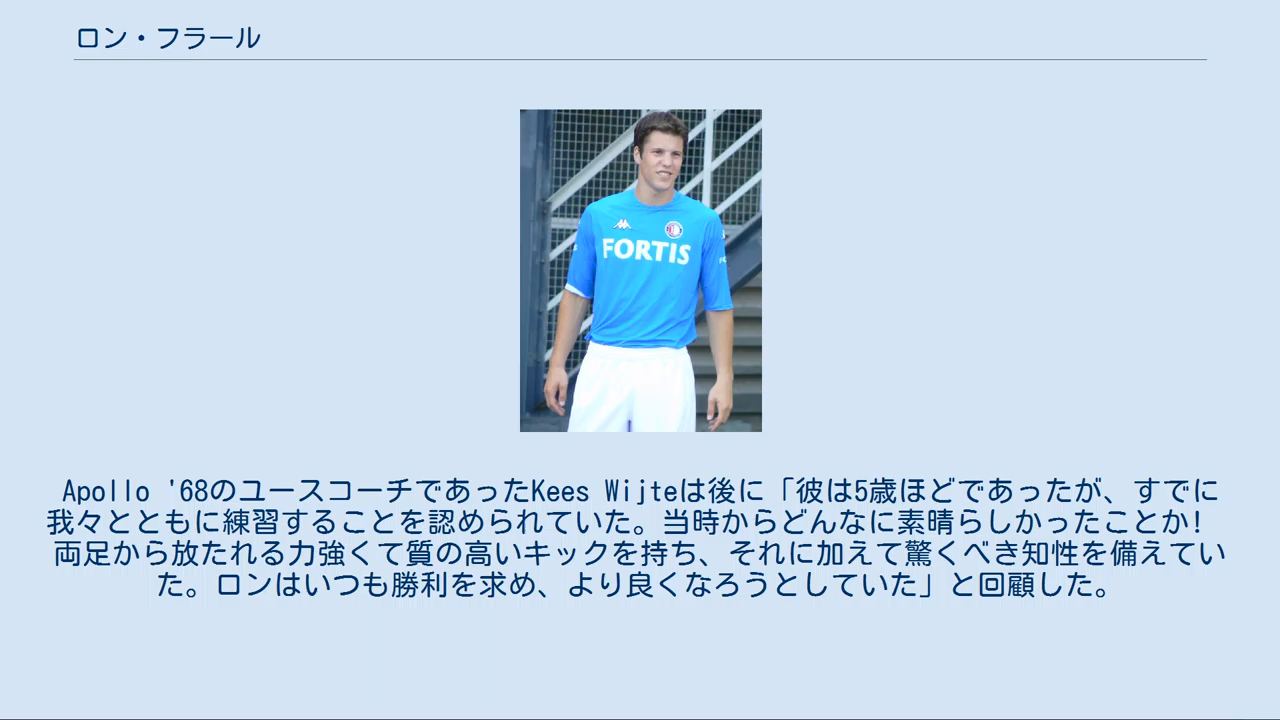 ロン・フラール
FORTIS
Apollo '68のユースコーチであったKees Wijteは後に「彼は5歳ほどであったが、すでに
我々とともに練習することを認められていた。当時からどんなに素晴らしかったことか!
両足から放たれる力強くて質の高いキックを持ち、それに加えて驚くべき知性を備えてい
た。ロンはいつも勝利を求め、より良くなろうとしていた」と回顧した。